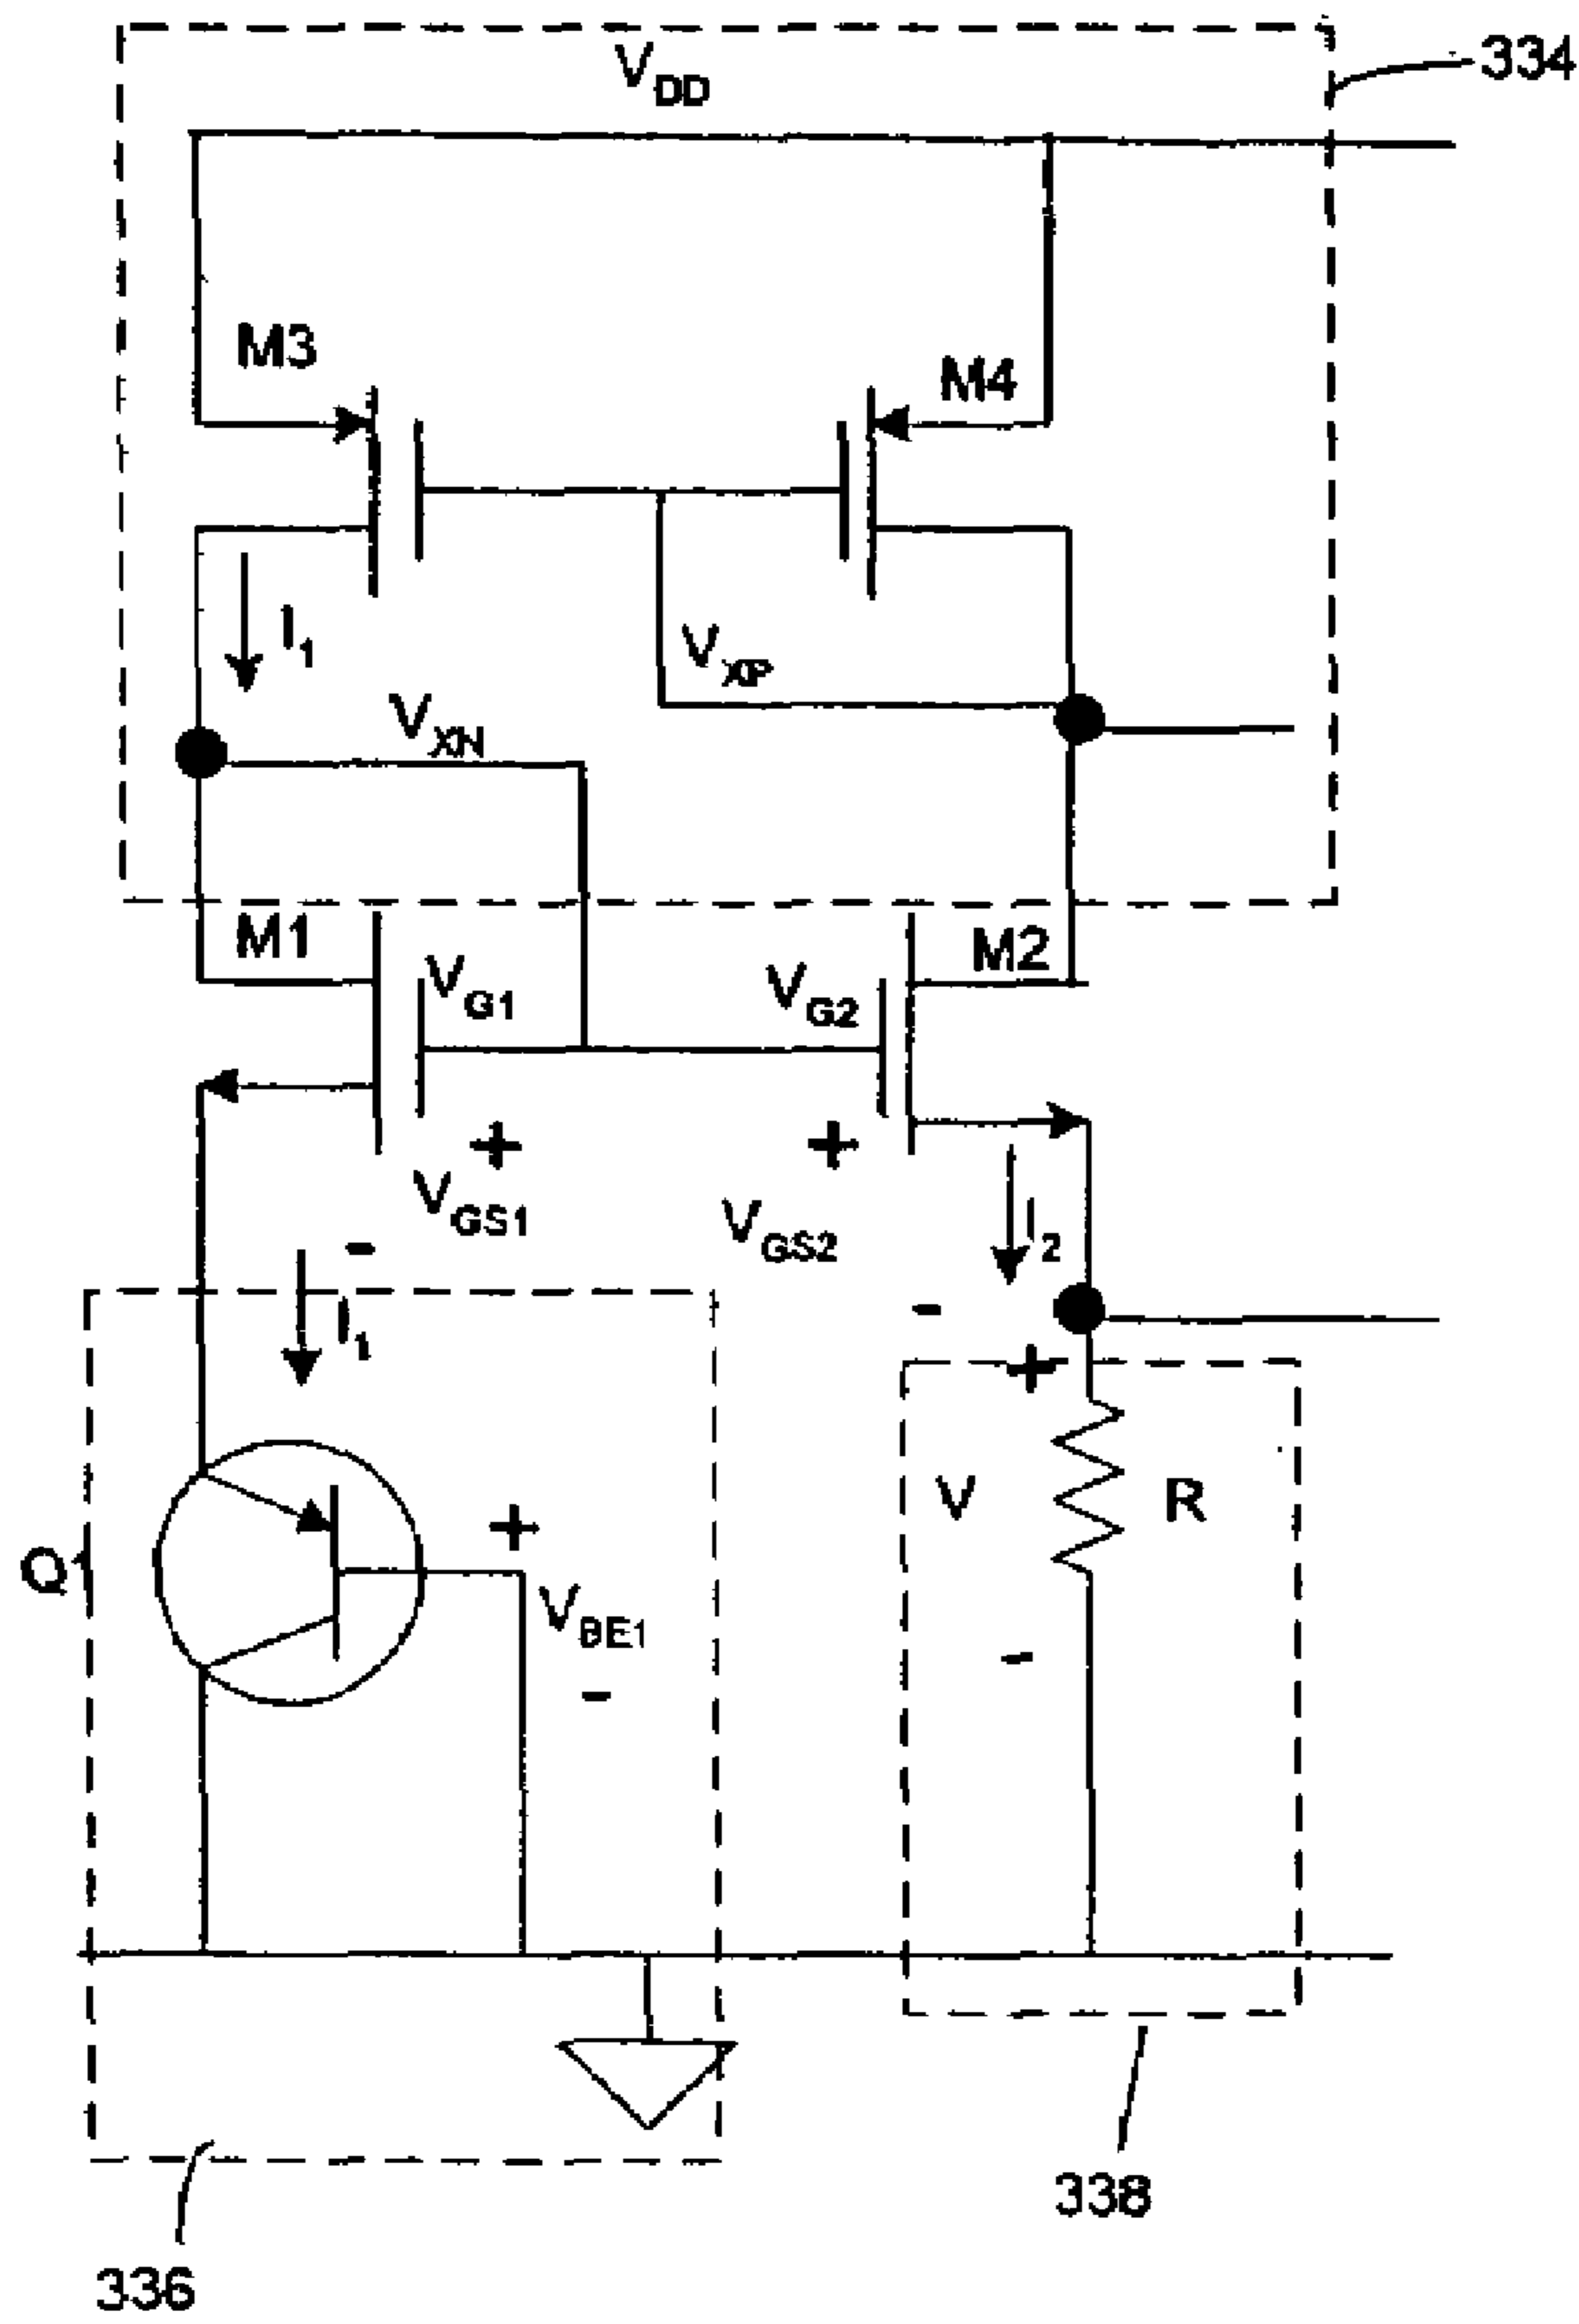 V_DD
334
M3
M4
I_1
V_XP
V_XN
M1
V_G1
V_G2
M2
+
+
V_GS1
V_GS2
I_2
-
-
I_1
+
V
R
Q1
+
V_BE1
-
-
338
336